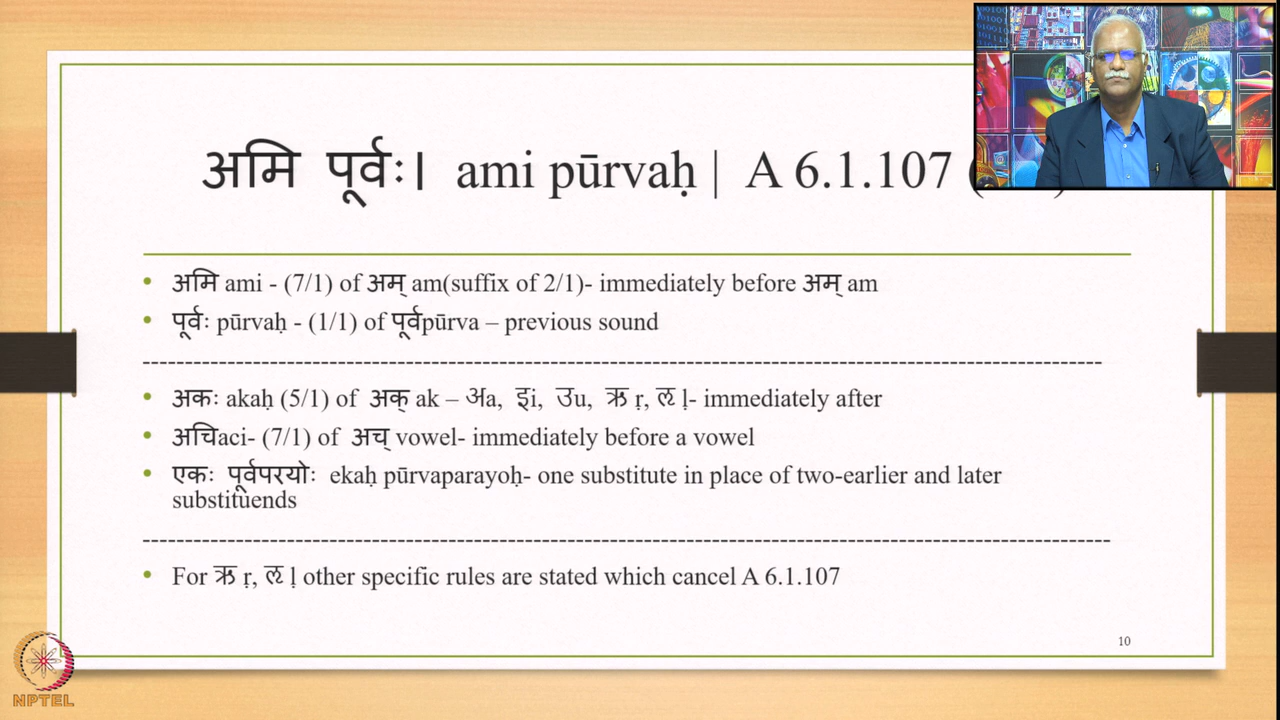 अमि पूर्वः। ami pūrvaḥ | A 6.1.107
• अमि ami - (7/1) of अम् am(suffix of 2/1)- immediately before अम् am
• पूर्वः pūrvaḥ - (1/1) of पूर्वpūrva – previous sound
• अकः akaḥ (5/1) of अक् ak – अa, इi, उu, ऋ ṛ, ऌ ḷ- immediately after
• अचिaci- (7/1) of अच् vowel- immediately before a vowel
• एकः पूर्वपरयोः ekaḥ pūrvaparayoḥ- one substitute in place of two-earlier and later
substituends
• For ऋ ṛ, ऌ ḷ other specific rules are stated which cancel A 6.1.107
10
NPTEL